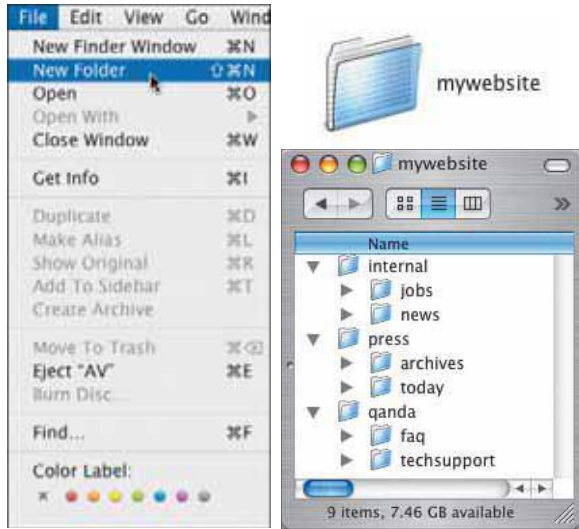 File Edit View Go Wind
New Finder Window ⌘N
New Folder ⇧⌘N
Open ⌘O
Open With
Close Window ⌘W
Get Info ⌘I
Duplicate ⌘D
Make Alias ⌘L
Show Original ⌘R
Add To Sidebar ⌘T
Create Archive
Move To Trash ⌘⌫
Eject "AV" ⌘E
Burn Disc...
Find... ⌘F
Color Label:
mywebsite
mywebsite
Name
internal
jobs
news
press
archives
today
qanda
faq
techsupport
9 items, 7.46 GB available